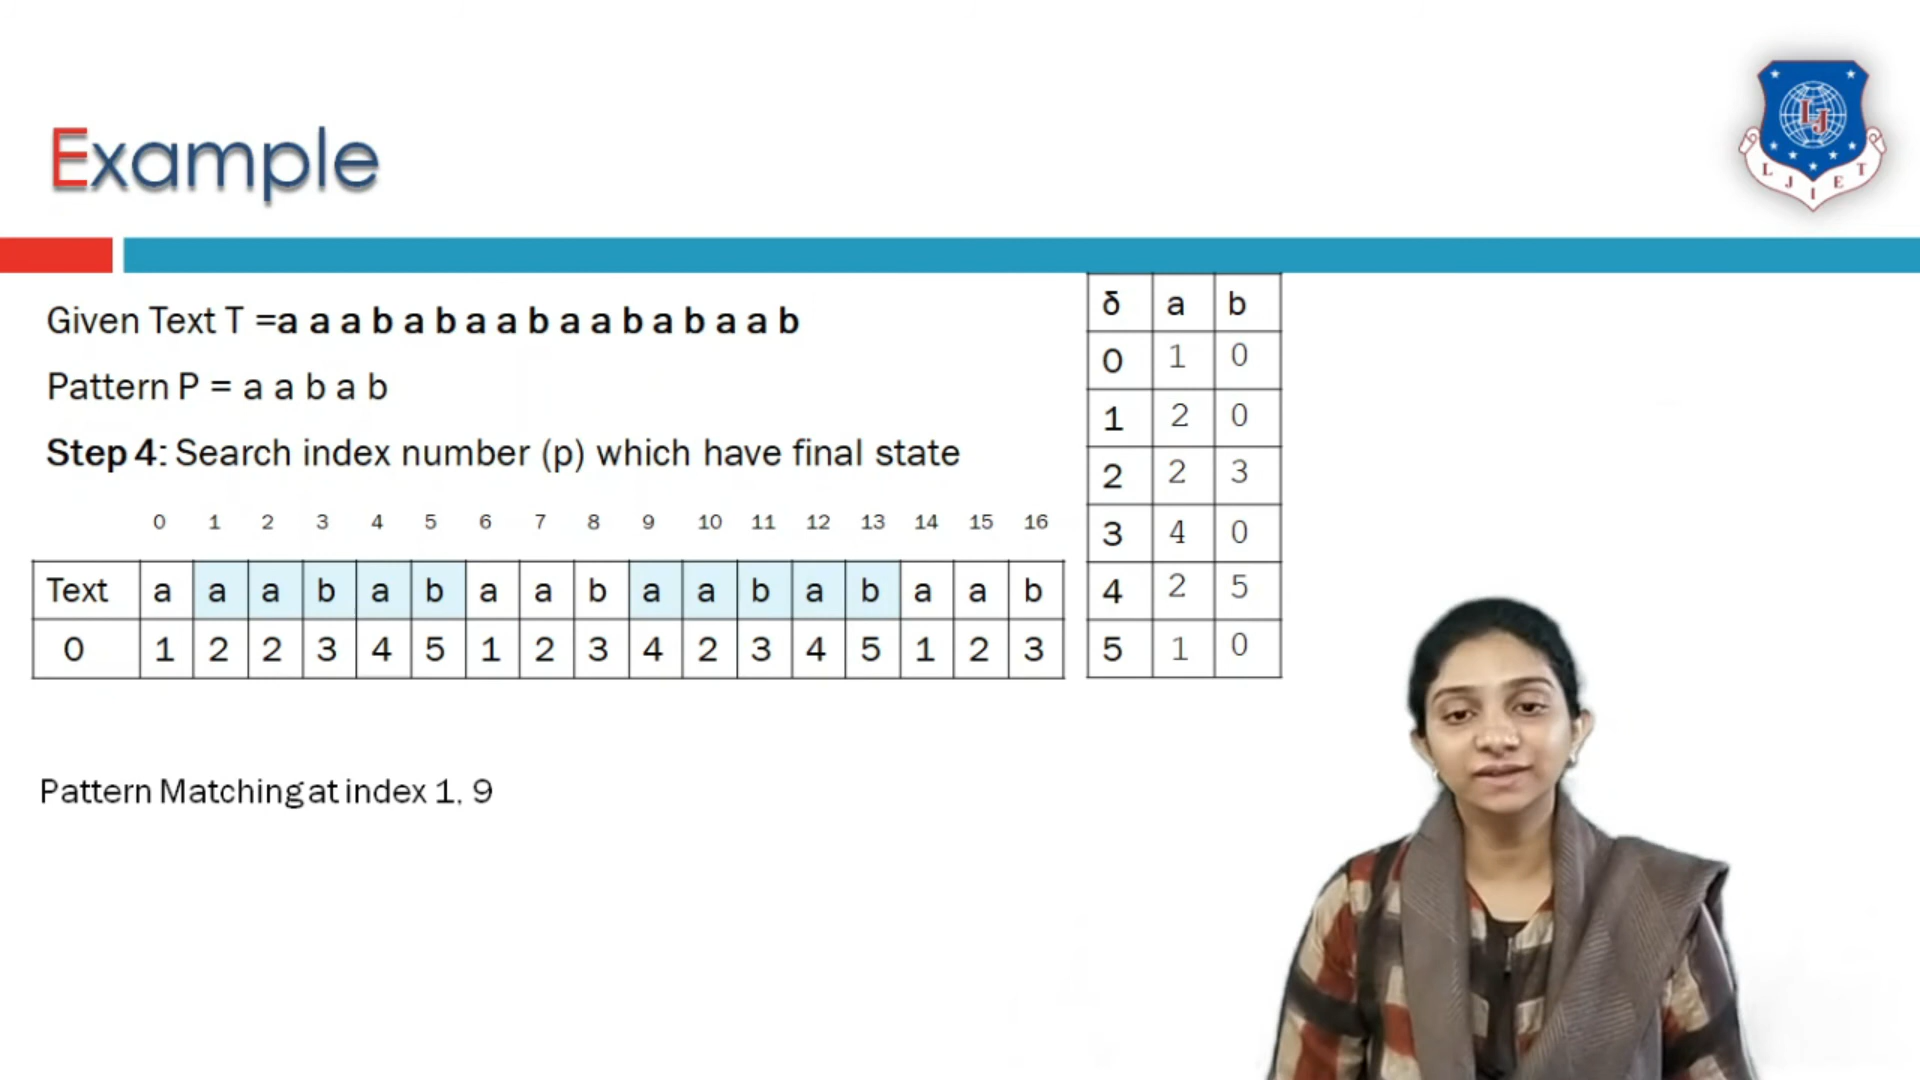 Example
L J I E T
LJ
Given Text T =a a a b a b a a b a a b a b a a b
Pattern P = a a b a b
Step 4: Search index number (p) which have final state
0 1 2 3 4 5 6 7 8 9 10 11 12 13 14 15 16
Text a a a b a b a a b a a b a b a a b
0 1 2 2 3 4 5 1 2 3 4 2 3 4 5 1 2 3
δ a b
0 1 0
1 2 0
2 2 3
3 4 0
4 2 5
5 1 0
Pattern Matching at index 1, 9